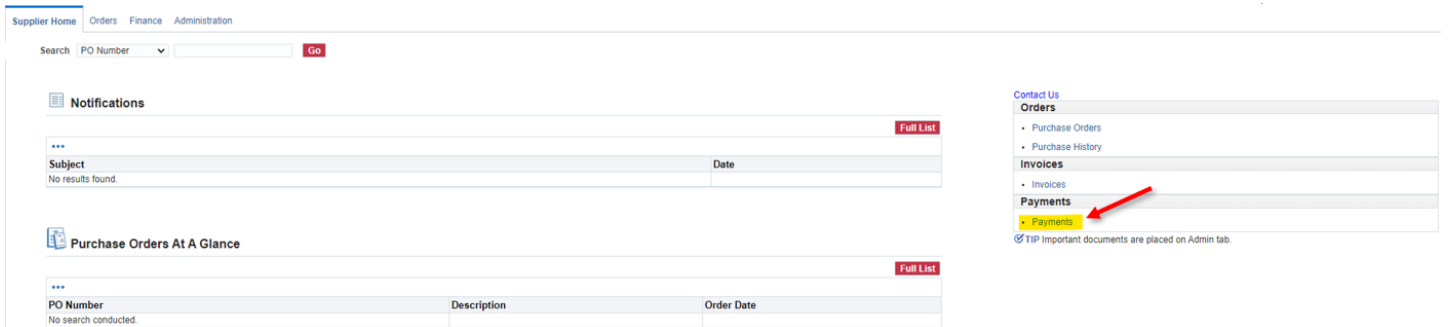 Supplier Home Orders Finance Administration
Search PO Number Go
Notifications
Full List
•••
Subject Date
No results found.
Purchase Orders At A Glance
Full List
•••
PO Number Description Order Date
No search conducted.
Contact Us
Orders
• Purchase Orders
• Purchase History
Invoices
• Invoices
Payments
• Payments
TIP Important documents are placed on Admin tab.